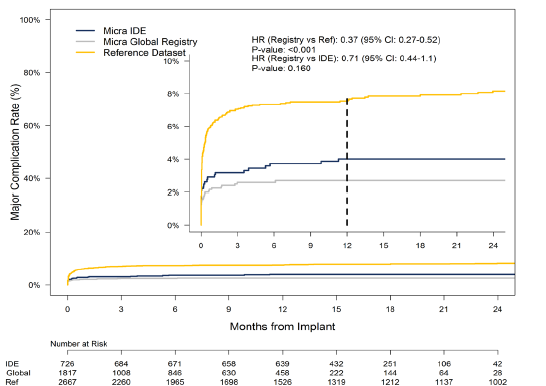 Micra IDE
Micra Global Registry
Reference Dataset
HR (Registry vs Ref): 0.37 (95% CI: 0.27-0.52)
P-value: <0.001
HR (Registry vs IDE): 0.71 (95% CI: 0.44-1.1)
P-value: 0.160
Major Complication Rate (%)
100%
80%
60%
40%
20%
0%
10%
8%
6%
4%
2%
0%
0 3 6 9 12 15 18 21 24
0 3 6 9 12 15 18 21 24
Months from Implant
Number at Risk
IDE 726 684 671 658 639 432 251 106 42
Global 1817 1008 846 630 458 222 144 64 28
Ref 2667 2260 1965 1698 1526 1319 1212 1137 1002